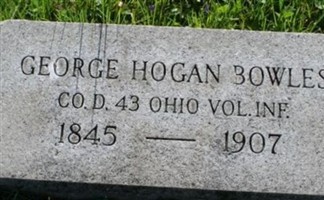 GEORGE HOGAN BOWLES
CO. D. 43 OHIO VOL. INF.
1845 — 1907